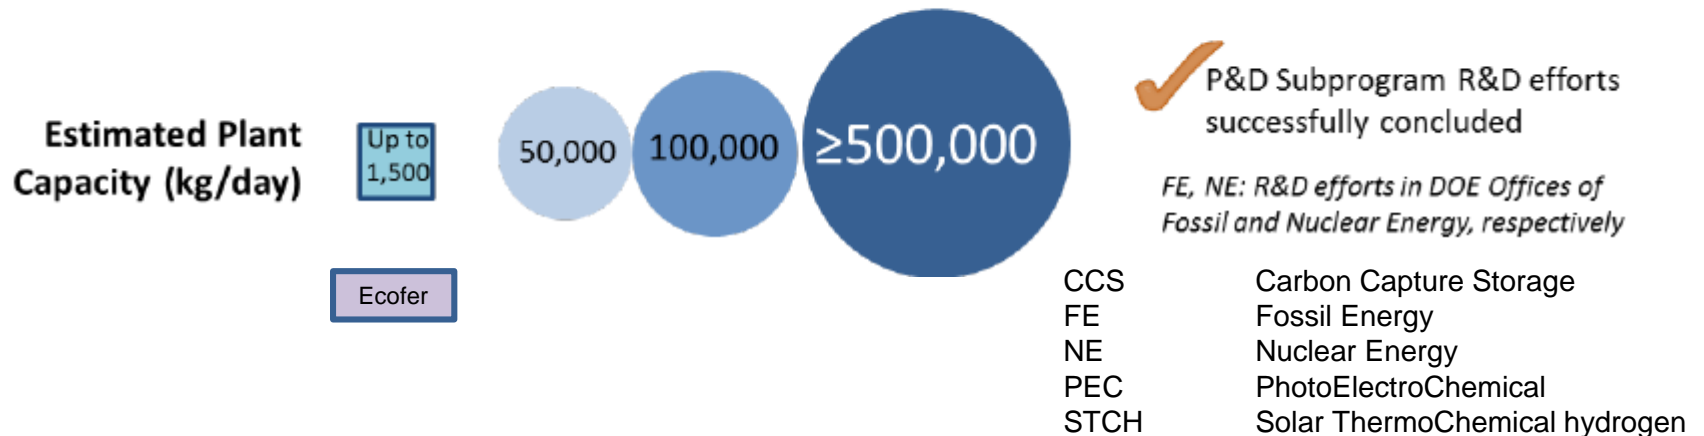 Estimated Plant
Capacity (kg/day)
Up to
1,500
50,000
100,000
≥500,000
P&D Subprogram R&D efforts
successfully concluded
FE, NE: R&D efforts in DOE Offices of
Fossil and Nuclear Energy, respectively
Ecofer
CCS Carbon Capture Storage
FE Fossil Energy
NE Nuclear Energy
PEC PhotoElectroChemical
STCH Solar ThermoChemical hydrogen